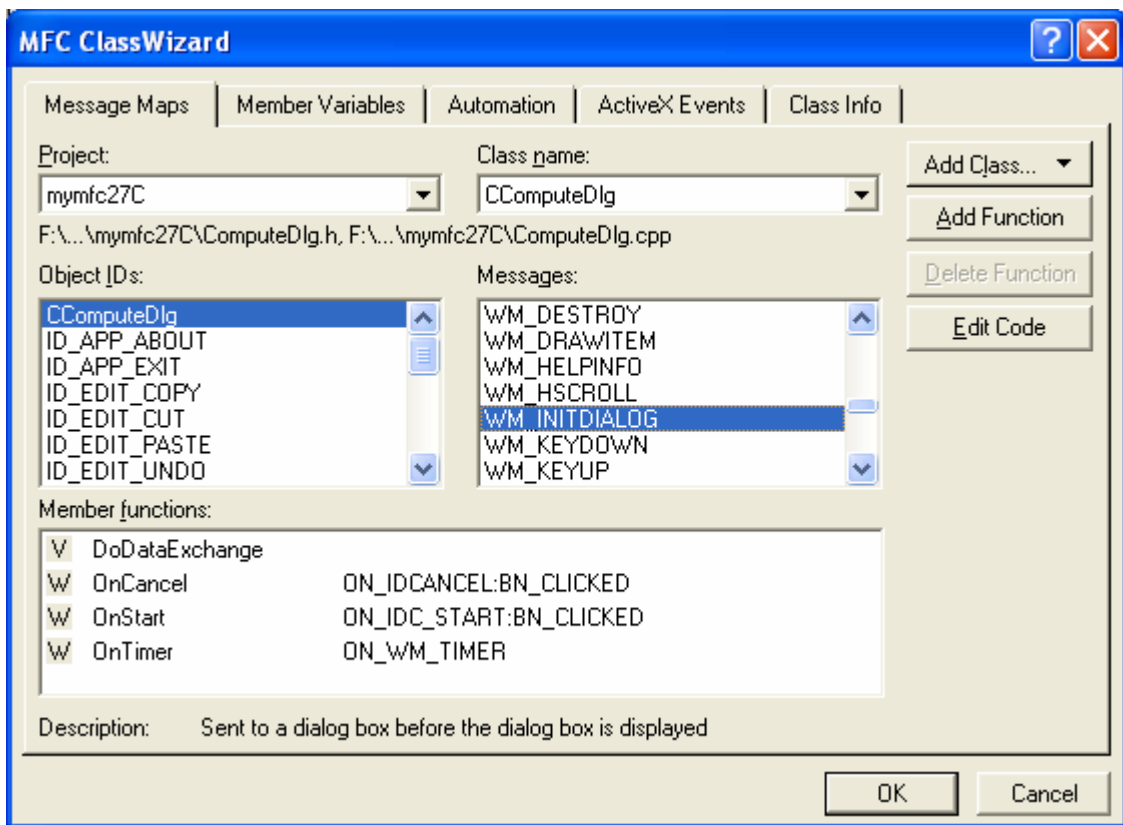 MFC ClassWizard
Message Maps Member Variables Automation ActiveX Events Class Info
Project: Class name:
mymfc27C CComputeDlg
Add Class...
F:\...\mymfc27C\ComputeDlg.h, F:\...\mymfc27C\ComputeDlg.cpp
Add Function
Object IDs: Messages:
Delete Function
CComputeDlg WM_DESTROY
ID_APP_ABOUT WM_DRAWITEM
Edit Code
ID_APP_EXIT WM_HELPINFO
ID_EDIT_COPY WM_HSCROLL
ID_EDIT_CUT WM_INITDIALOG
ID_EDIT_PASTE WM_KEYDOWN
ID_EDIT_UNDO WM_KEYUP
Member functions:
V DoDataExchange
W OnCancel ON_IDCANCEL:BN_CLICKED
W OnStart ON_IDC_START:BN_CLICKED
W OnTimer ON_WM_TIMER
Description: Sent to a dialog box before the dialog box is displayed
OK Cancel